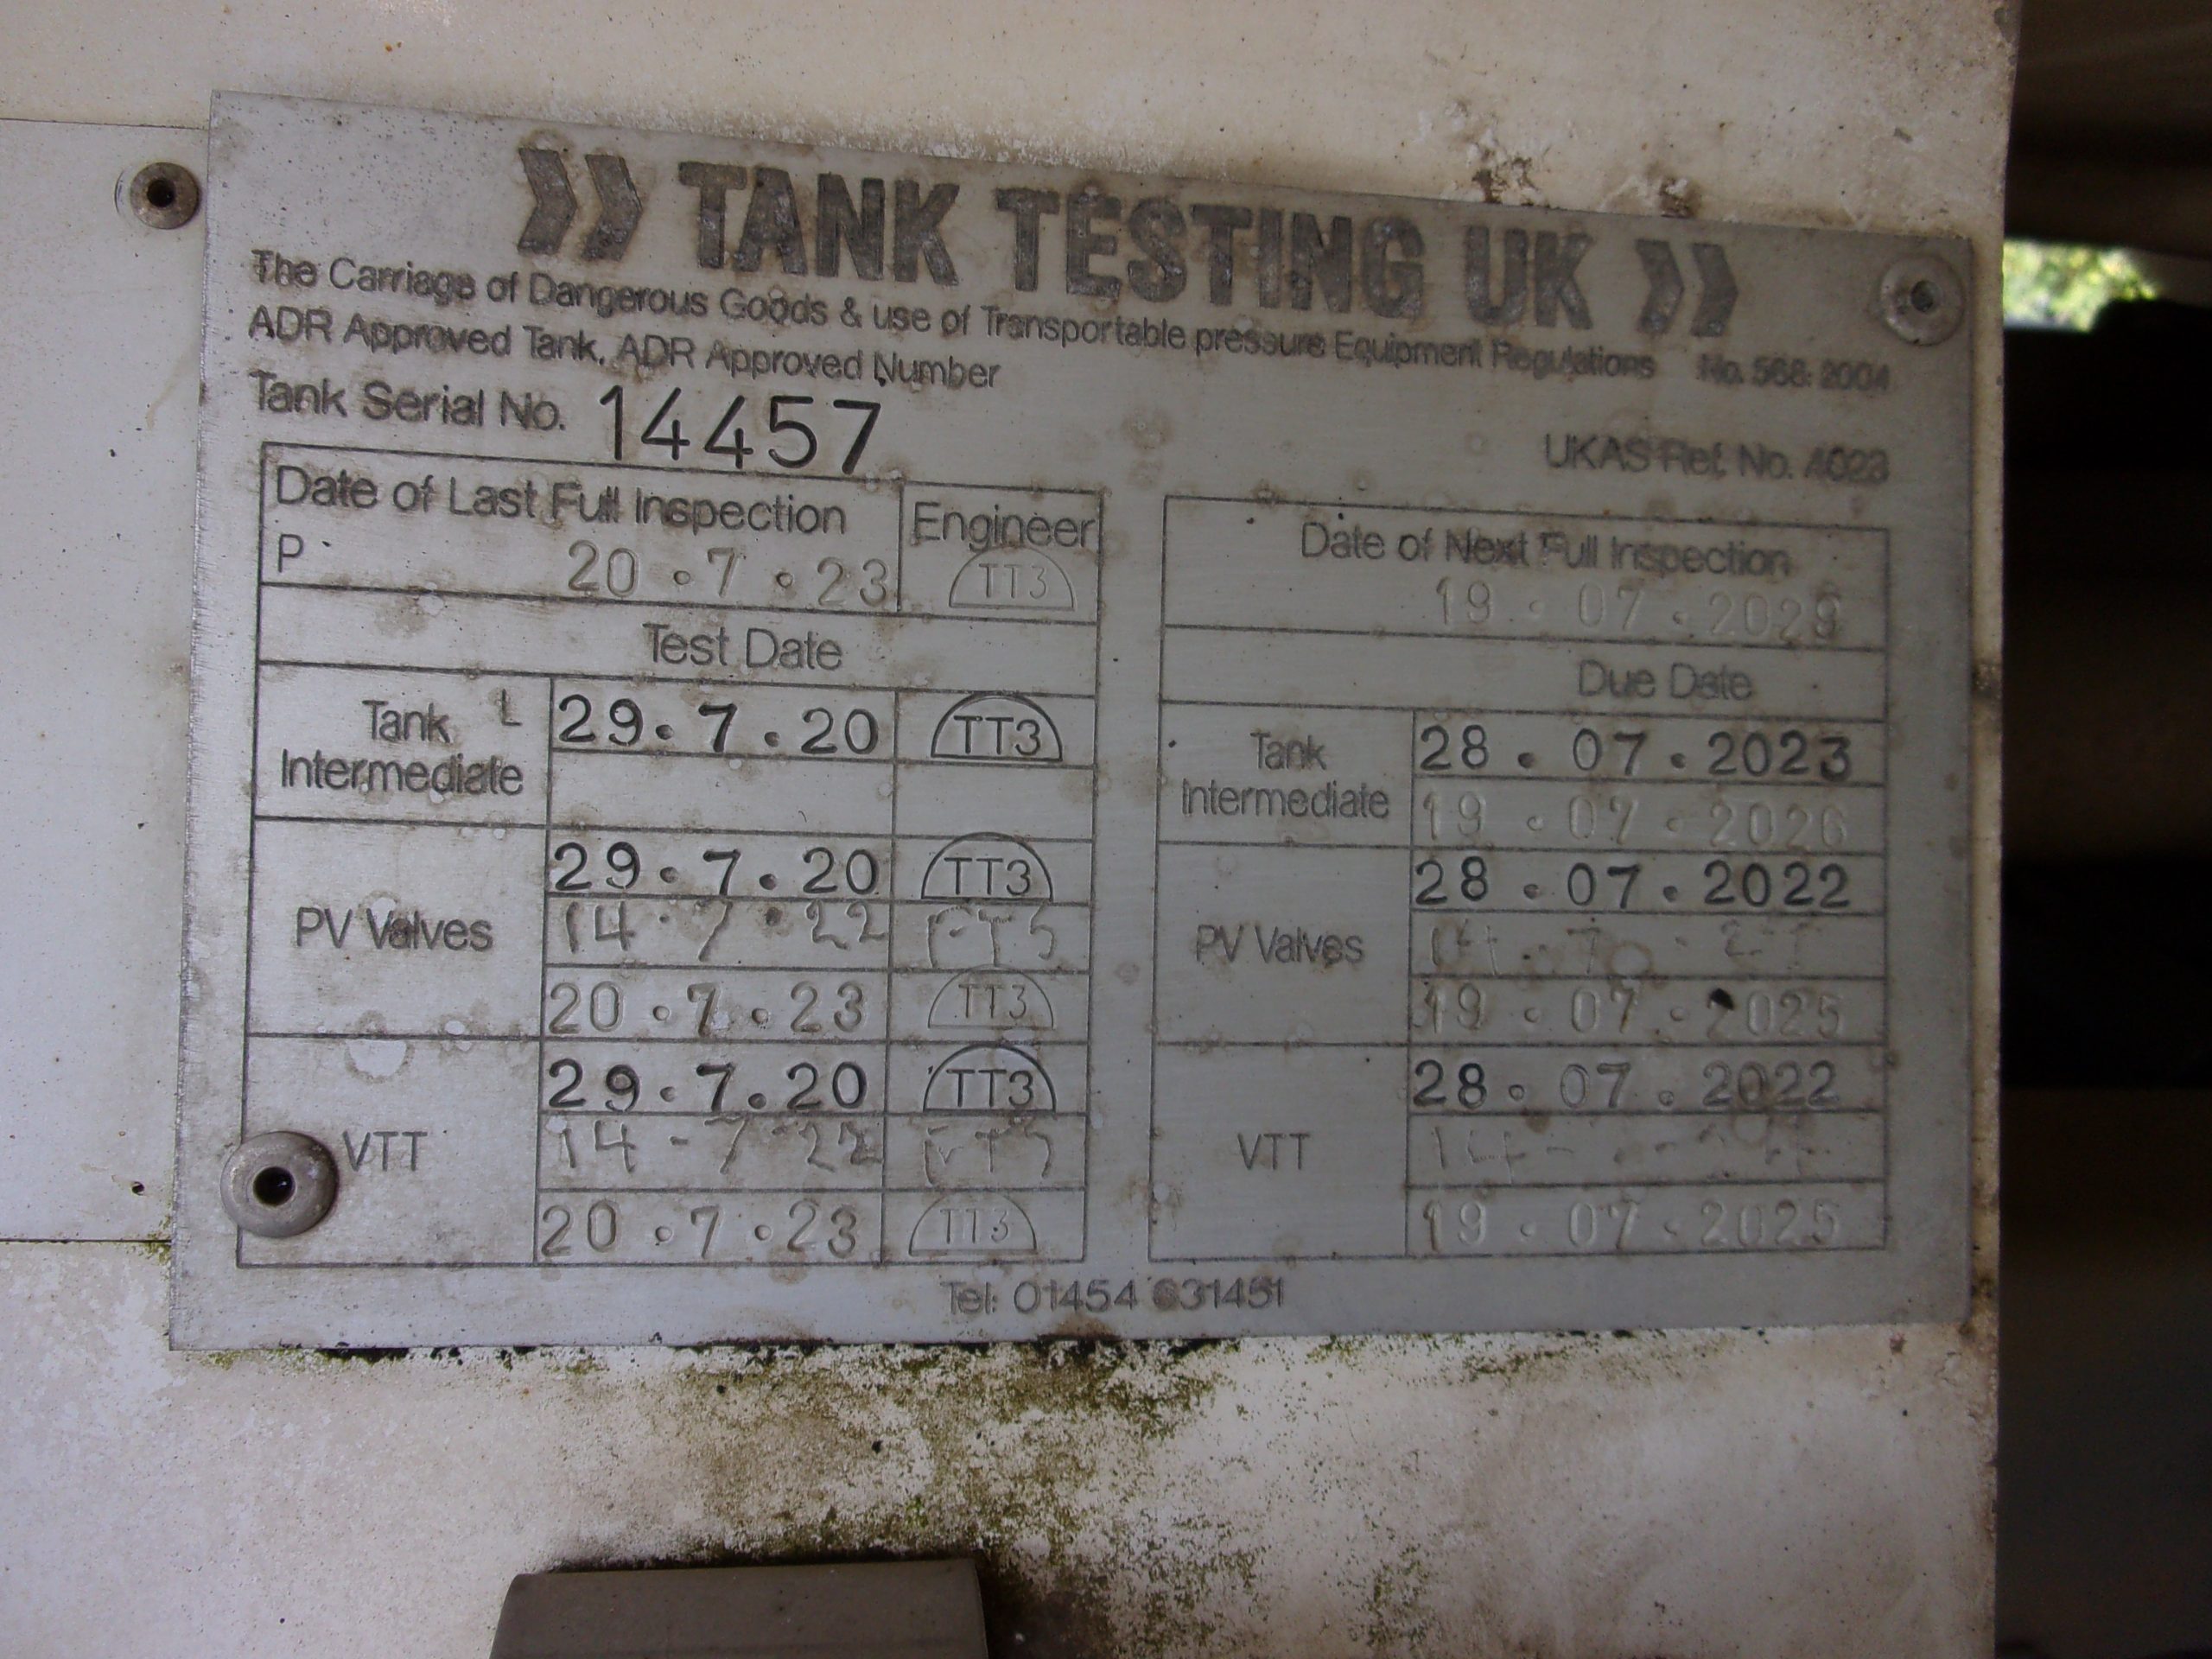 TANK TESTING UK
The Carriage of Dangerous Goods & use of Transportable pressure Equipment Regulations No. 568: 2004
ADR Approved Tank, ADR Approved Number
Tank Serial No. 14457
UKAS Ref. No. 4023
Date of Last Full Inspection Engineer
P 20.7.23 TT3
Test Date
Tank Intermediate L 29.7.20 TT3
PV Valves
29.7.20 TT3
14.7.22
20.7.23 TT3
VTT
29.7.20 TT3
14-7 22
20.7.23 TT3
Date of Next Full Inspection
19.07.2029
Due Date
Tank Intermediate
28.07.2023
19.07.2026
PV Valves
28.07.2022
19.07.2025
VTT
28.07.2022
19.07.2025
Tel: 01454 631451